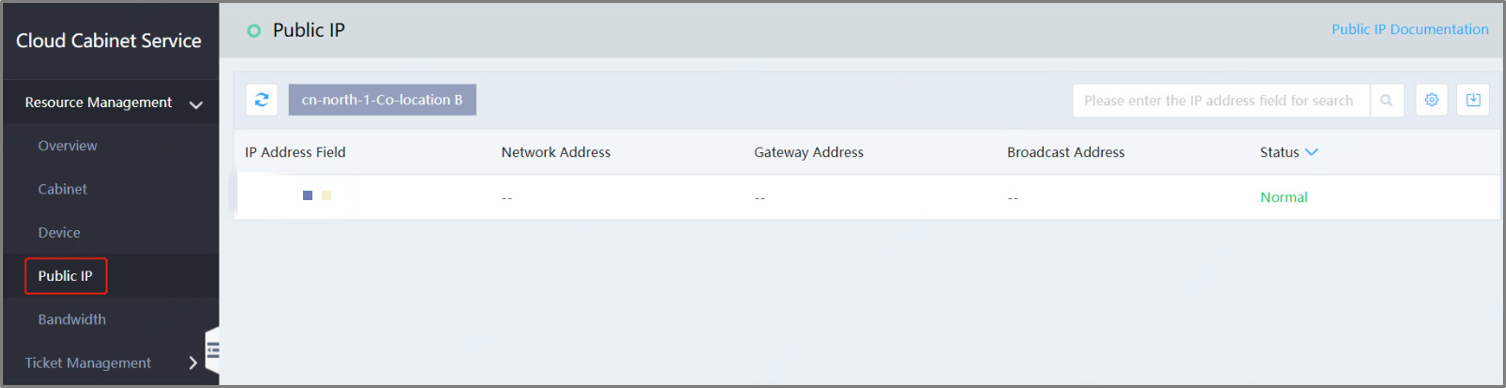 Cloud Cabinet Service
Resource Management
Overview
Cabinet
Device
Public IP
Bandwidth
Ticket Management
Public IP
Public IP Documentation
cn-north-1-Co-location B
Please enter the IP address field for search
IP Address Field Network Address Gateway Address Broadcast Address Status
-- -- -- Normal